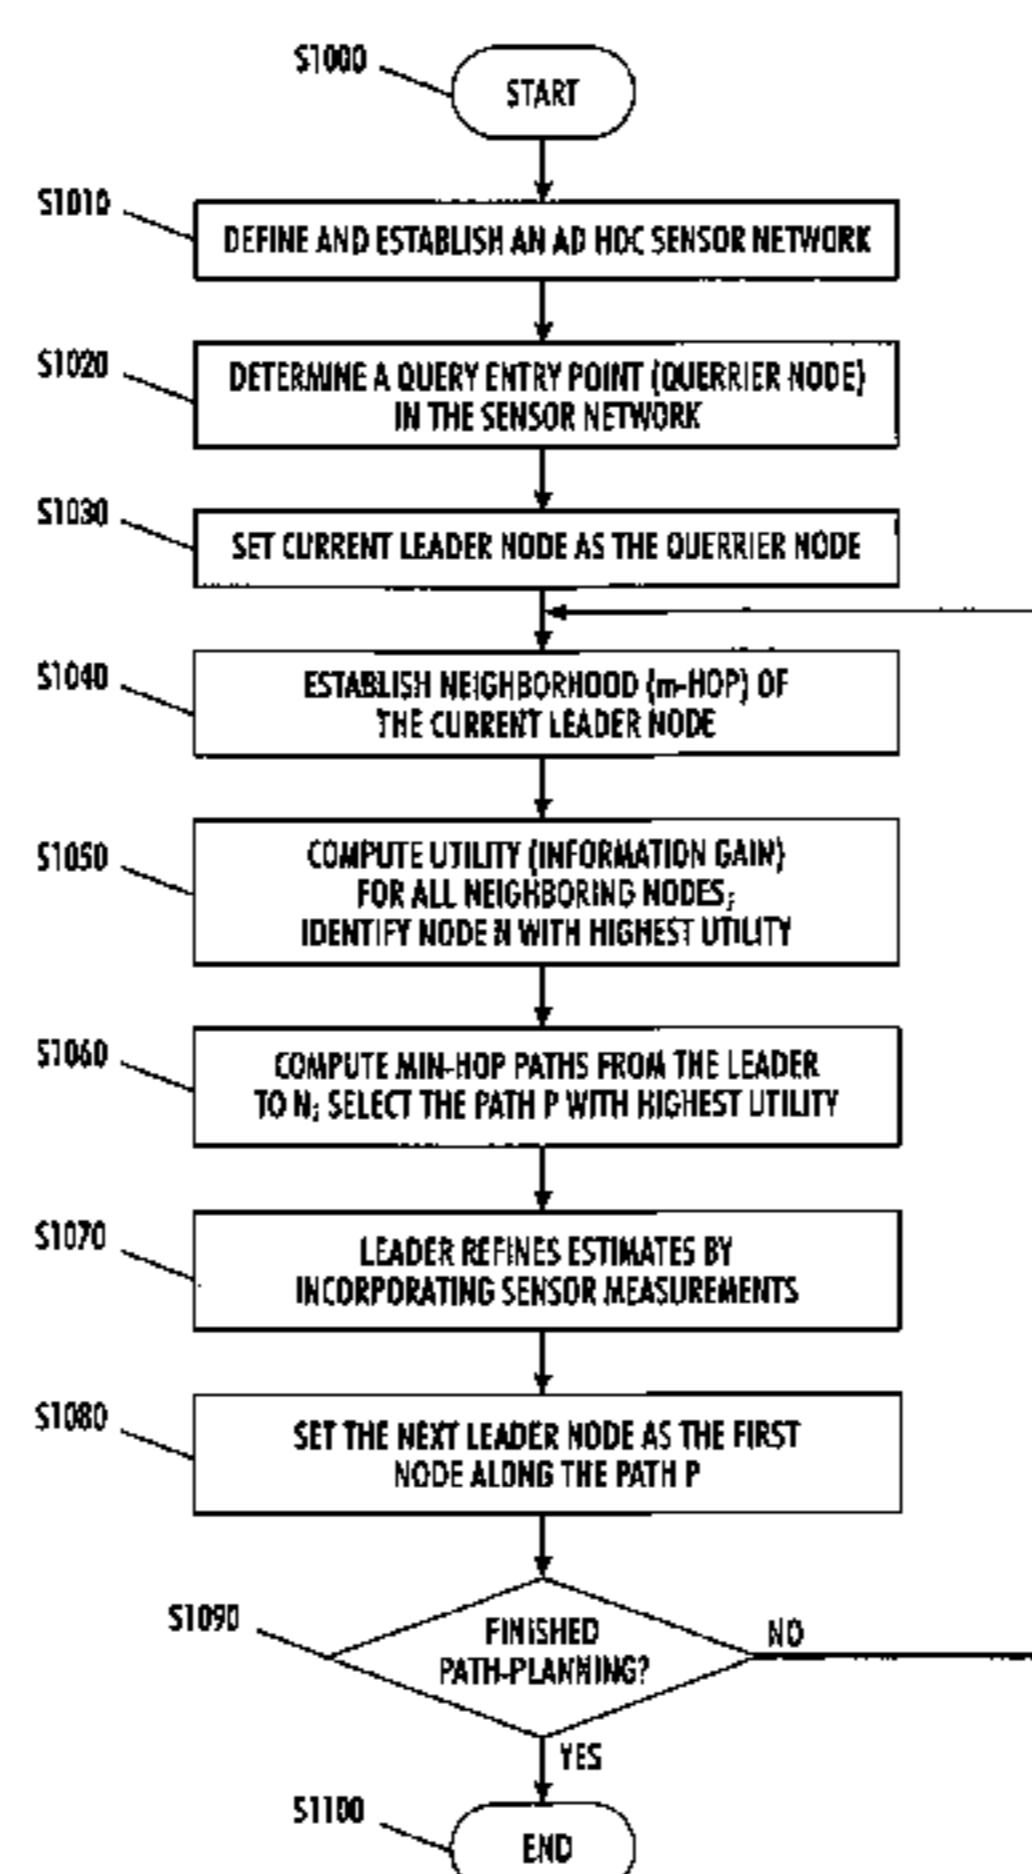 S1000
START
S1010
DEFINE AND ESTABLISH AN AD HOC SENSOR NETWORK
S1020
DETERMINE A QUERY ENTRY POINT (QUERRIER NODE)
IN THE SENSOR NETWORK
S1030
SET CURRENT LEADER NODE AS THE QUERRIER NODE
S1040
ESTABLISH NEIGHBORHOOD (m-HOP) OF
THE CURRENT LEADER NODE
S1050
COMPUTE UTILITY (INFORMATION GAIN)
FOR ALL NEIGHBORING NODES;
IDENTIFY NODE N WITH HIGHEST UTILITY
S1060
COMPUTE MIN-HOP PATHS FROM THE LEADER
TO N; SELECT THE PATH P WITH HIGHEST UTILITY
S1070
LEADER REFINES ESTIMATES BY
INCORPORATING SENSOR MEASUREMENTS
S1080
SET THE NEXT LEADER NODE AS THE FIRST
NODE ALONG THE PATH P
S1090
FINISHED
PATH-PLANNING?
NO
YES
S1100
END